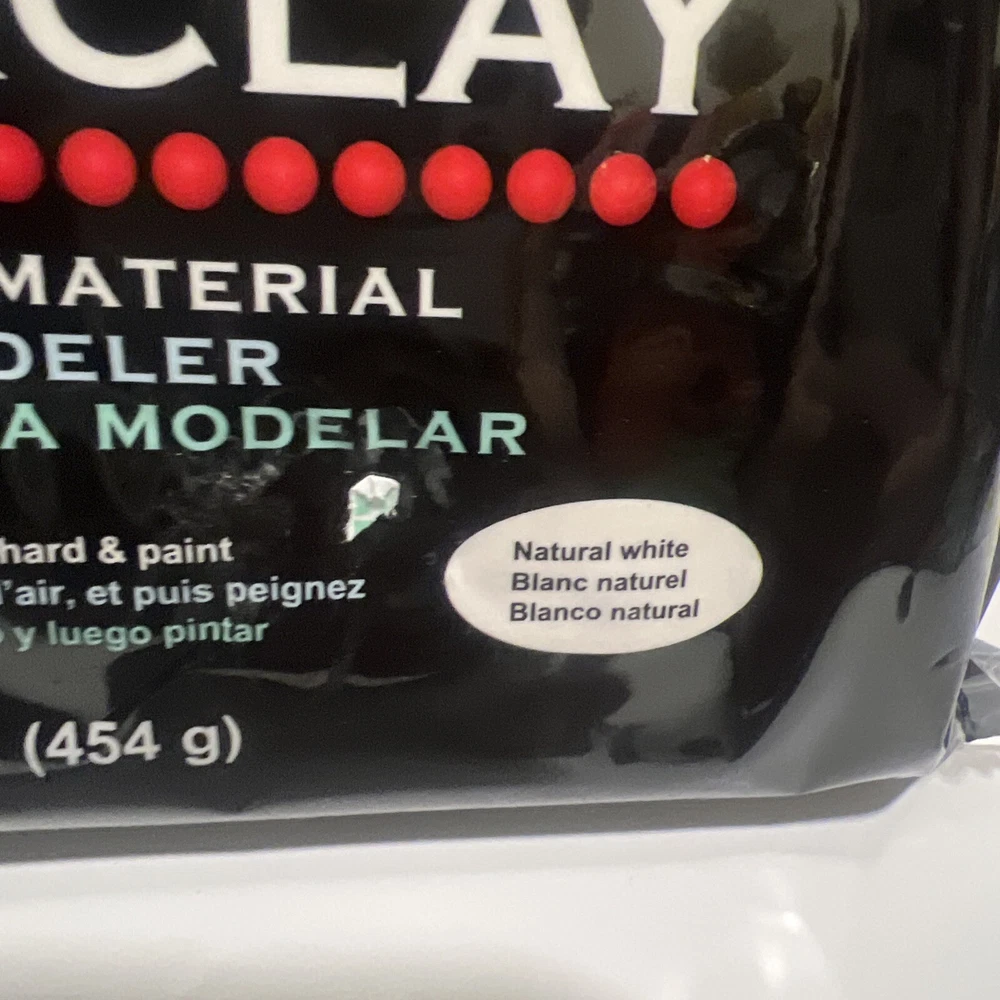 CLAY
MATERIAL
DELER
A MODELAR
hard & paint
l'air, et puis peignez
y luego pintar
Natural white
Blanc naturel
Blanco natural
(454 g)